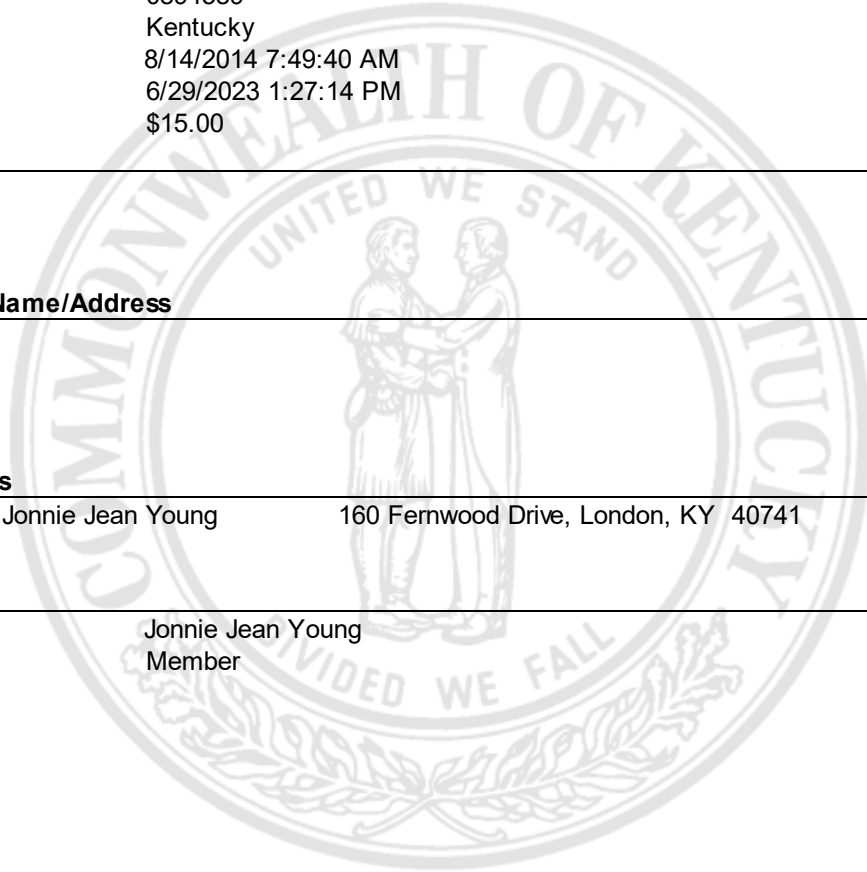 Kentucky
8/14/2014 7:49:40 AM
6/29/2023 1:27:14 PM
$15.00
COMMONWEALTH OF KENTUCKY
UNITED WE STAND
Name/Address
s
Jonnie Jean Young 160 Fernwood Drive, London, KY 40741
Jonnie Jean Young
Member
DIVIDED WE FALL